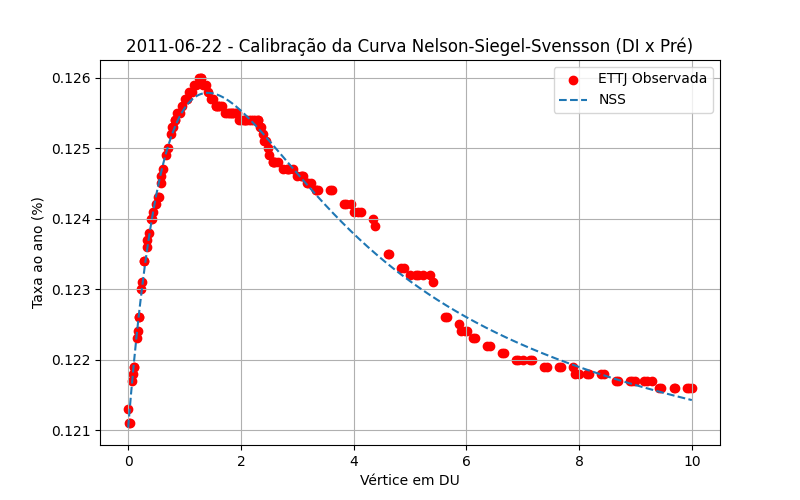 2011-06-22 - Calibração da Curva Nelson-Siegel-Svensson (DI x Pré)
ETTJ Observada
NSS
Taxa ao ano (%)
0.126
0.125
0.124
0.123
0.122
0.121
0 2 4 6 8 10
Vértice em DU